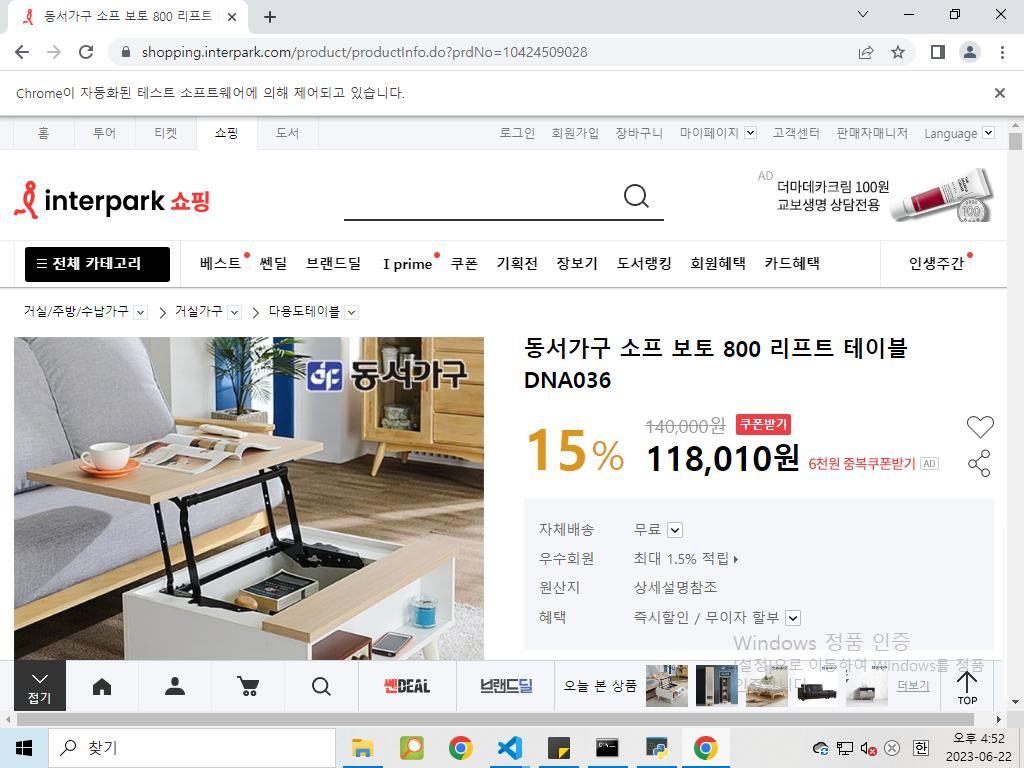 동서가구 소프 보토 800 리프트
shopping.interpark.com/product/productInfo.do?prdNo=10424509028
Chrome이 자동화된 테스트 소프트웨어에 의해 제어되고 있습니다.
홈 투어 티켓 쇼핑 도서 로그인 회원가입 장바구니 마이페이지 고객센터 판매자매니저 Language
interpark 쇼핑
AD 더마데카크림 100원
교보생명 상담전용
전체 카테고리 베스트 쎈딜 브랜드딜 I prime 쿠폰 기획전 장보기 도서랭킹 회원혜택 카드혜택 인생주간
거실/주방/수납가구 거실가구 다용도테이블
동서가구
동서가구 소프 보토 800 리프트 테이블
DNA036
15% 140,000원 쿠폰받기
118,010원 6천원 중복쿠폰받기 AD
자체배송 무료
우수회원 최대 1.5% 적립
원산지 상세설명참조
혜택 즉시할인 / 무이자 할부
Windows 정품 인증
[설정]으로 이동하여 Windows를 정품
인증합니다.
접기 쎈DEAL 브랜드딜 오늘 본 상품 더보기 TOP
찾기
한
오후 4:52
2023-06-22